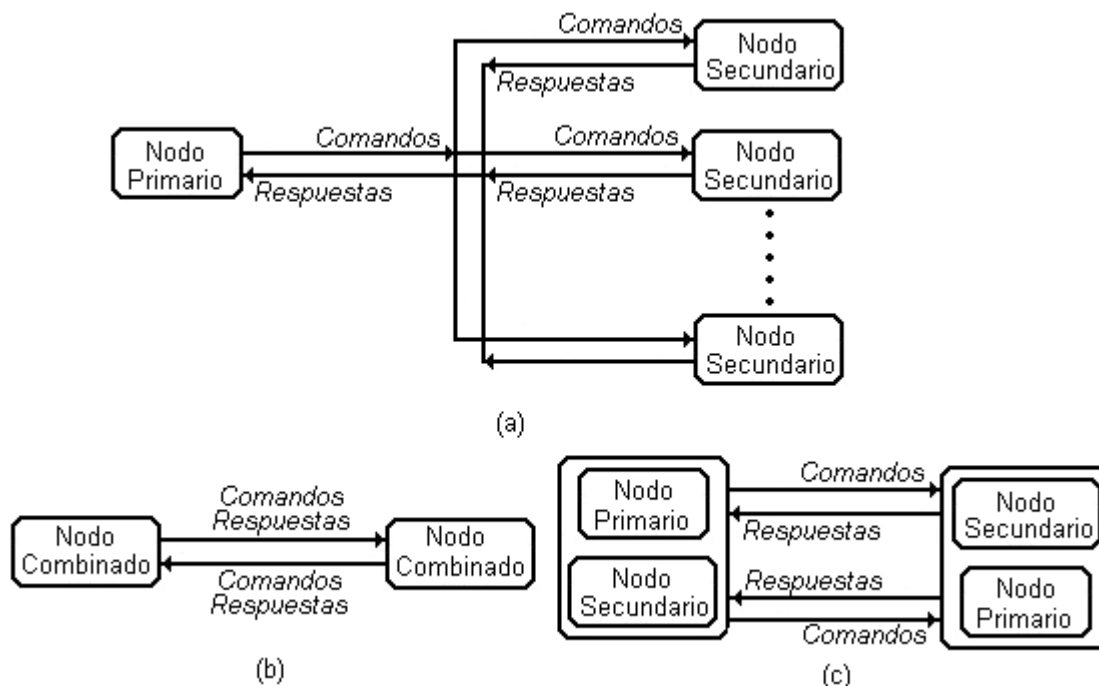 Comandos
Nodo
Secundario
Respuestas
Comandos
Comandos
Nodo
Primario
Nodo
Secundario
Respuestas
Respuestas
Nodo
Secundario
(a)
Comandos
Respuestas
Nodo
Combinado
Nodo
Combinado
Comandos
Respuestas
(b)
Nodo
Primario
Comandos
Nodo
Secundario
Respuestas
Nodo
Secundario
Respuestas
Nodo
Primario
Comandos
(c)